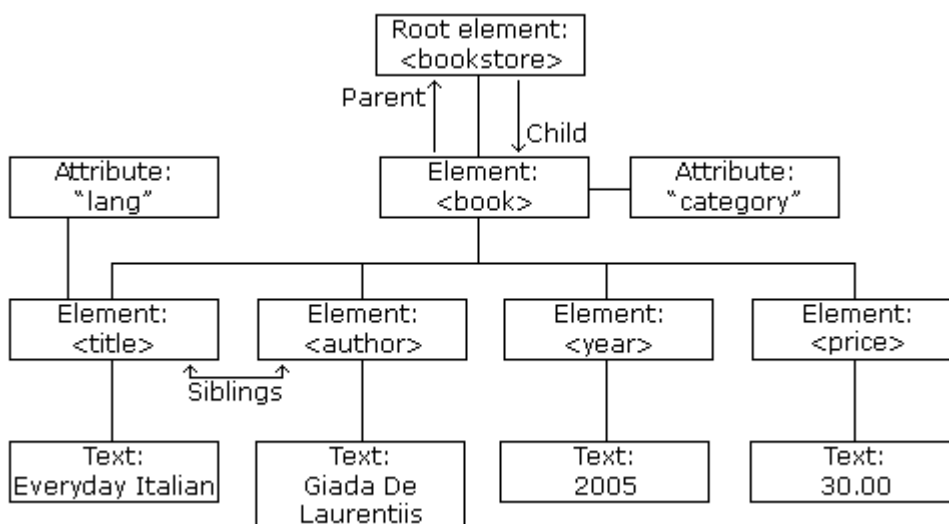 Root element:
<bookstore>
Parent
Child
Attribute:
“lang”
Element:
<book>
Attribute:
“category”
Element:
<title>
Element:
<author>
Element:
<year>
Element:
<price>
Siblings
Text:
Everyday Italian
Text:
Giada De
Laurentiis
Text:
2005
Text:
30.00